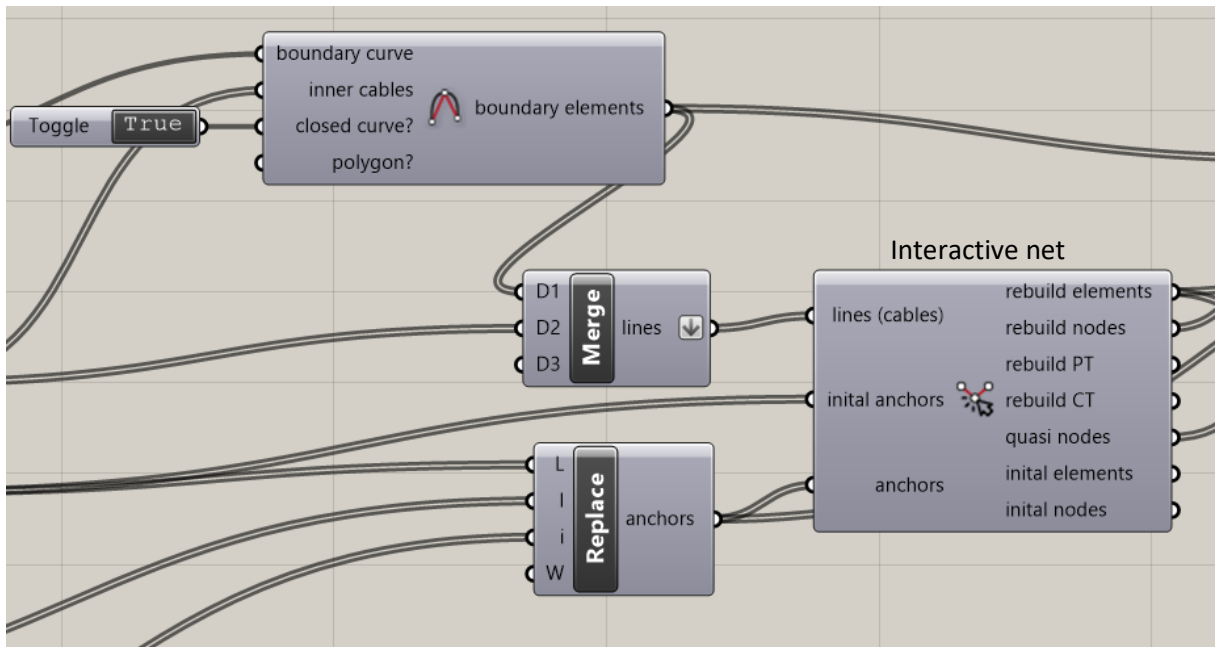 boundary curve
inner cables
Toggle True
closed curve?
polygon?
boundary elements
D1
D2
D3
Merge
lines
Interactive net
lines (cables)
inital anchors
anchors
rebuild elements
rebuild nodes
rebuild PT
rebuild CT
quasi nodes
inital elements
inital nodes
L
I
i
W
Replace
anchors